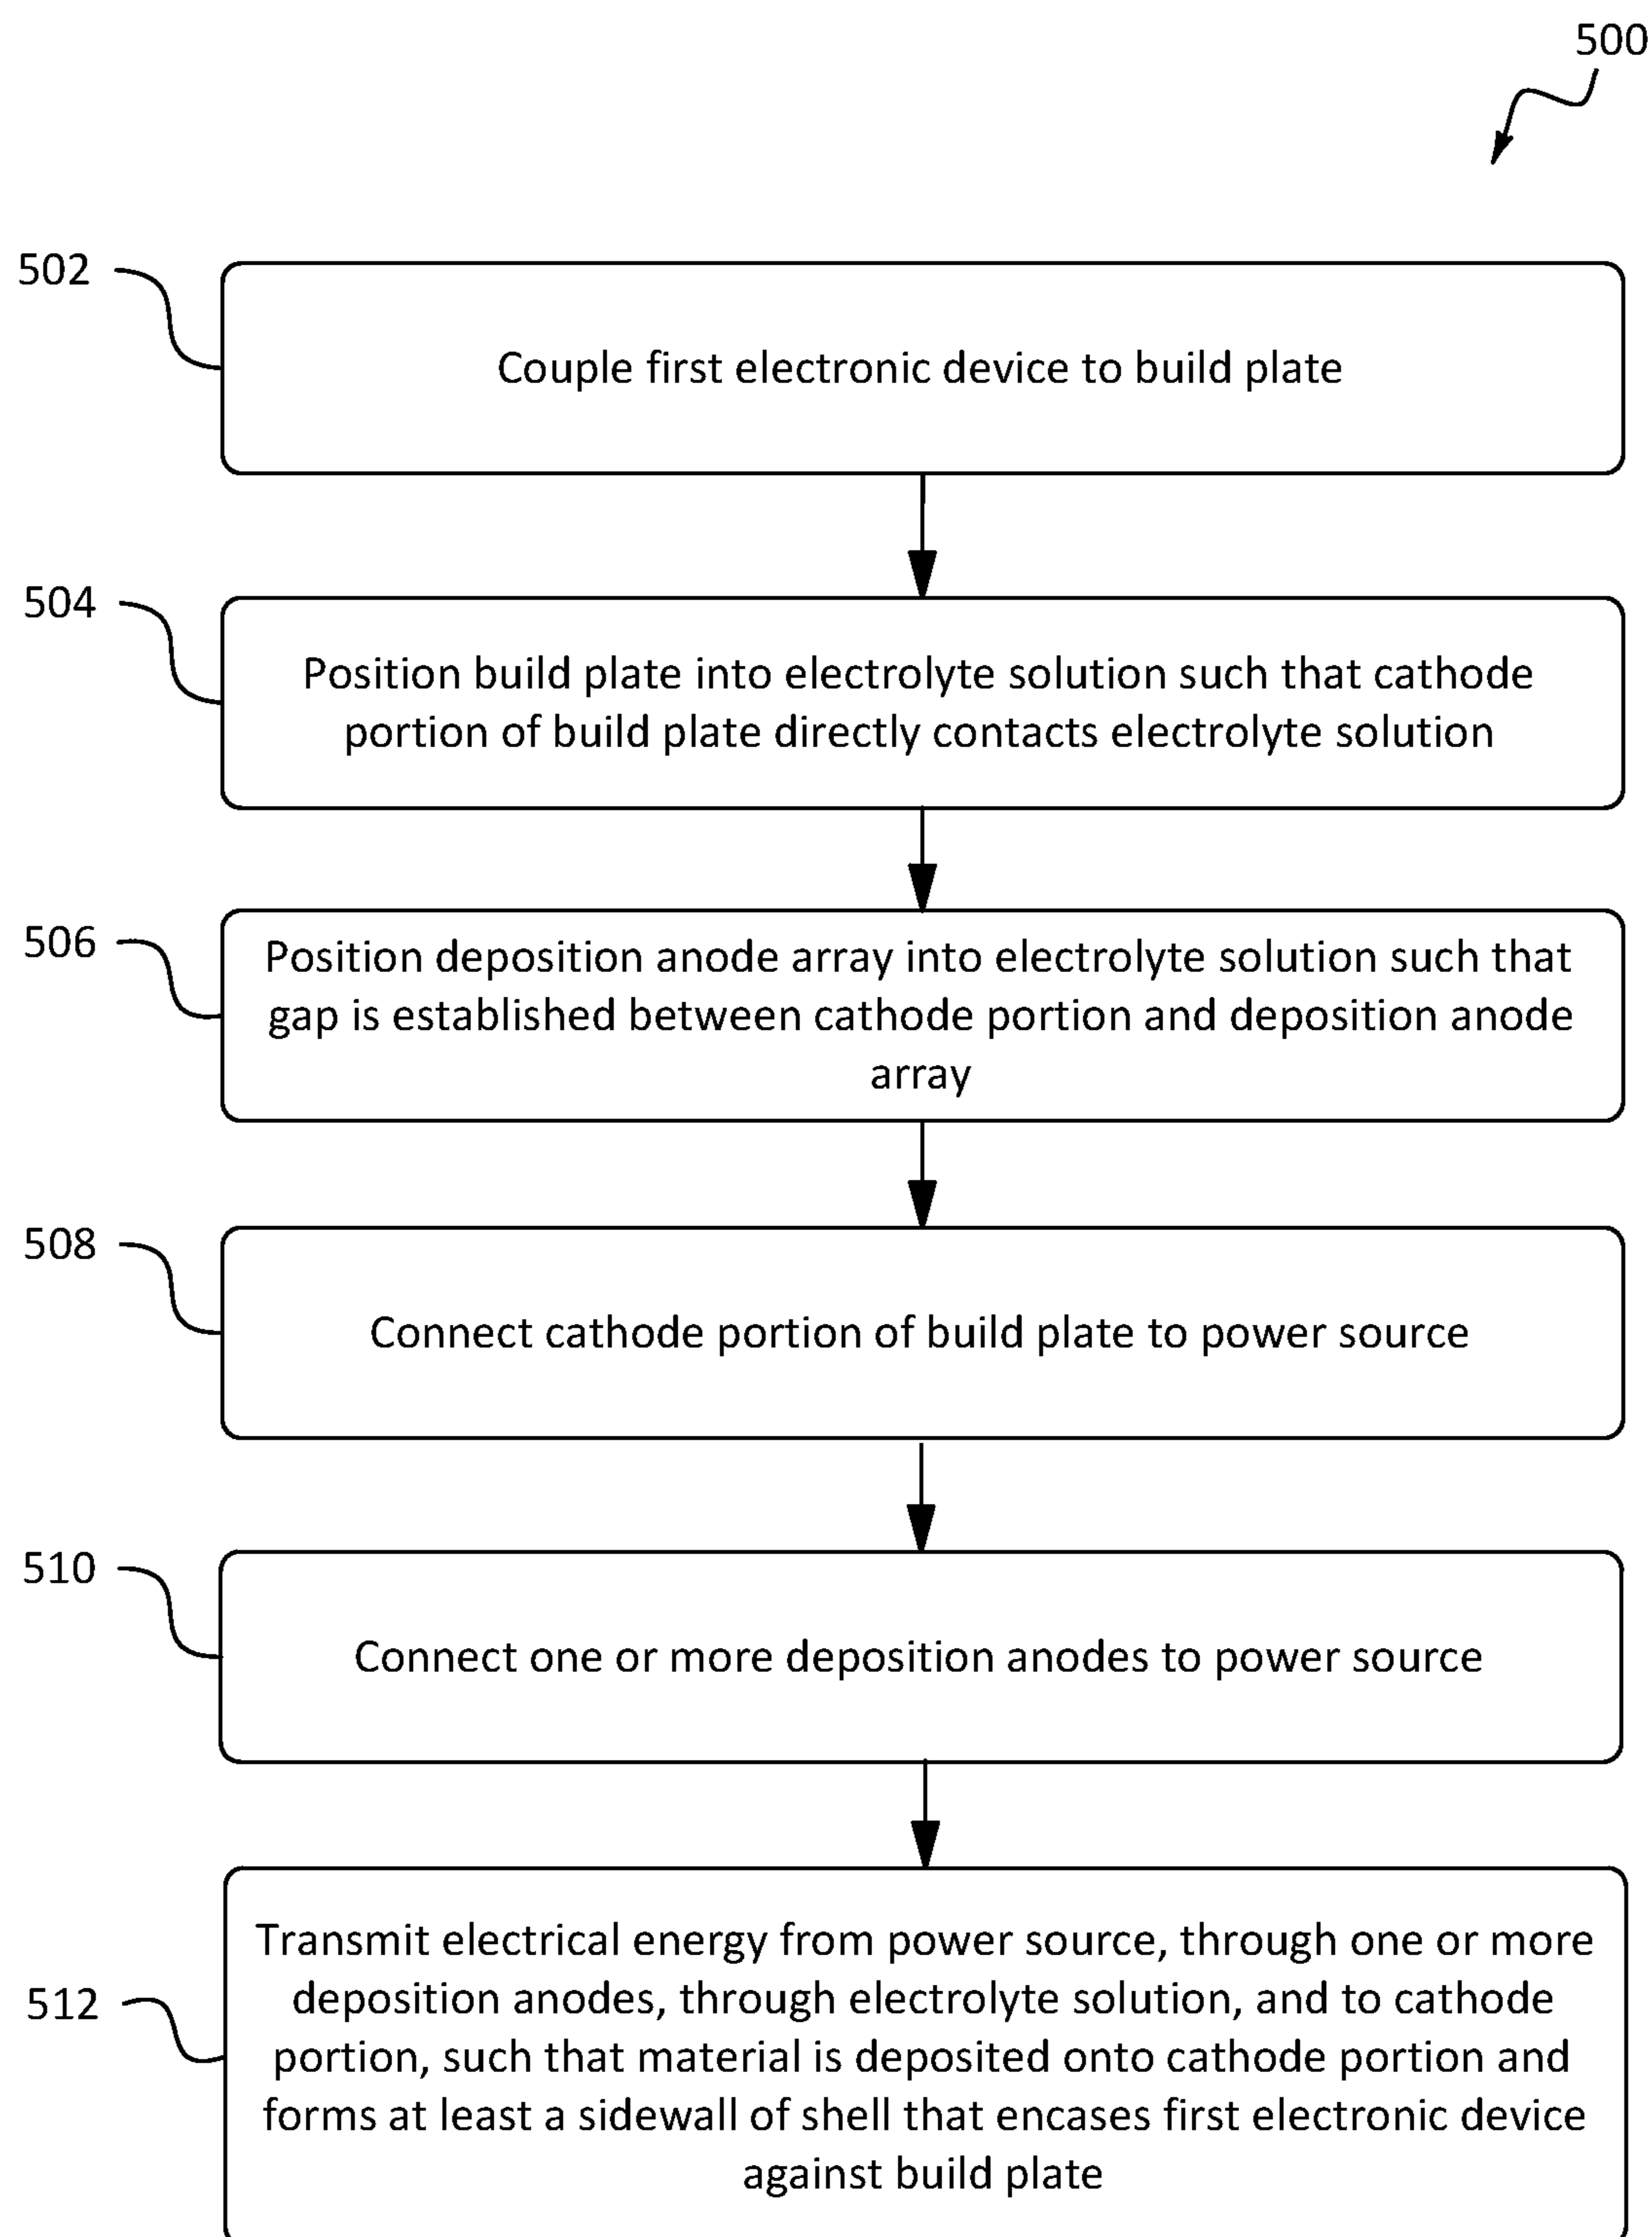 500
502
Couple first electronic device to build plate
504
Position build plate into electrolyte solution such that cathode
portion of build plate directly contacts electrolyte solution
506
Position deposition anode array into electrolyte solution such that
gap is established between cathode portion and deposition anode
array
508
Connect cathode portion of build plate to power source
510
Connect one or more deposition anodes to power source
512
Transmit electrical energy from power source, through one or more
deposition anodes, through electrolyte solution, and to cathode
portion, such that material is deposited onto cathode portion and
forms at least a sidewall of shell that encases first electronic device
against build plate